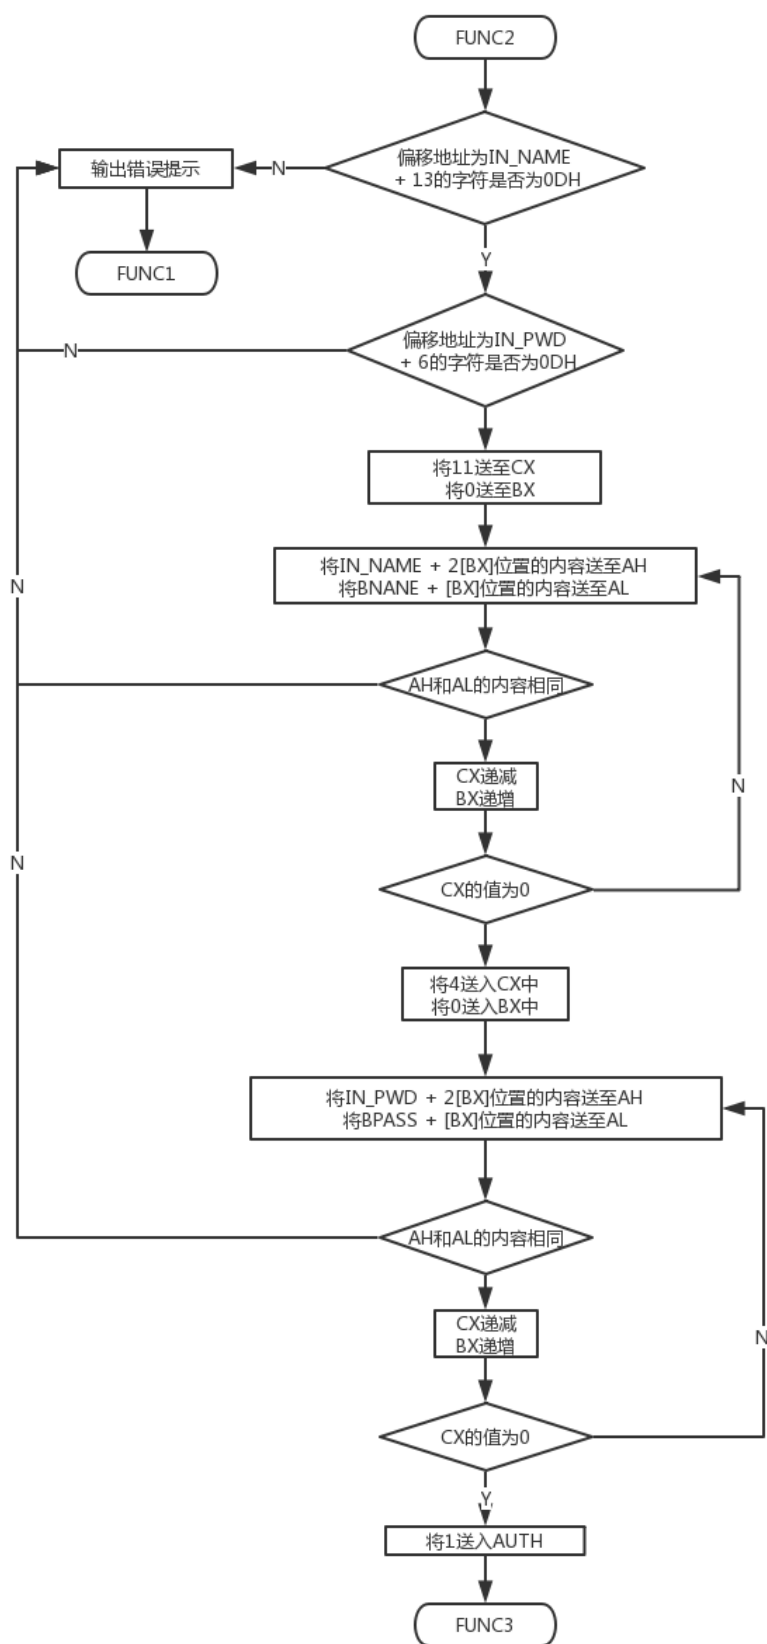 FUNC2
偏移地址为IN_NAME
+ 13的字符是否为0DH
N
输出错误提示
Y
FUNC1
偏移地址为IN_PWD
+ 6的字符是否为0DH
N
将11送至CX
将0送至BX
将IN_NAME + 2[BX]位置的内容送至AH
将BNANE + [BX]位置的内容送至AL
N
AH和AL的内容相同
CX递减
BX递增
N
N
CX的值为0
将4送入CX中
将0送入BX中
将IN_PWD + 2[BX]位置的内容送至AH
将BPASS + [BX]位置的内容送至AL
AH和AL的内容相同
CX递减
BX递增
N
CX的值为0
Y
将1送入AUTH
FUNC3